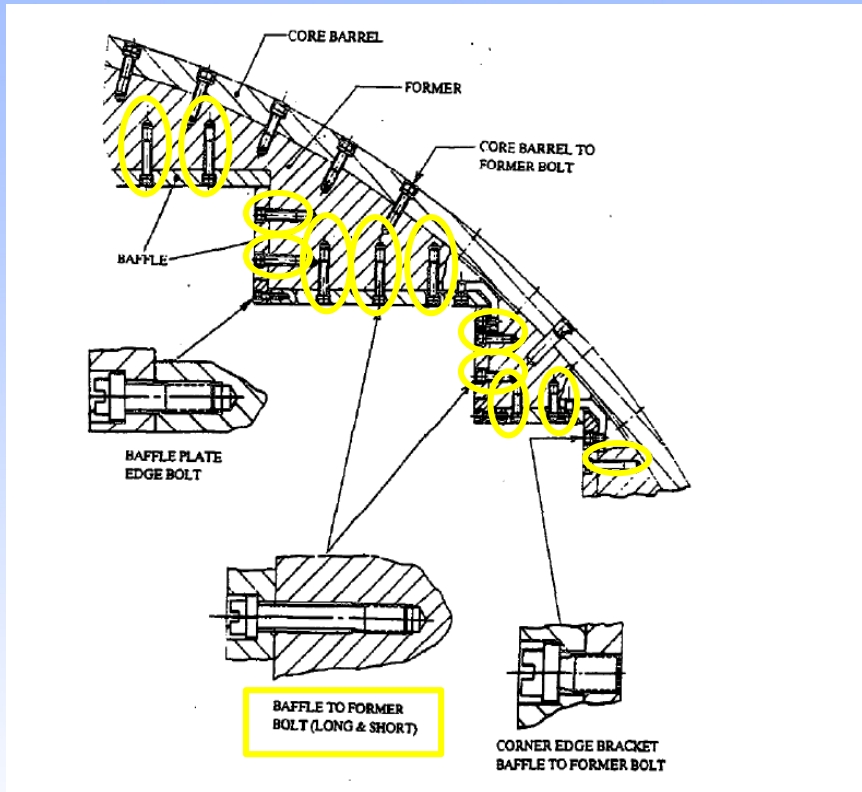 CORE BARREL
FORMER
CORE BARREL TO
FORMER BOLT
BAFFLE
BAFFLE PLATE
EDGE BOLT
BAFFLE TO FORMER
BOLT (LONG & SHORT)
CORNER EDGE BRACKET
BAFFLE TO FORMER BOLT